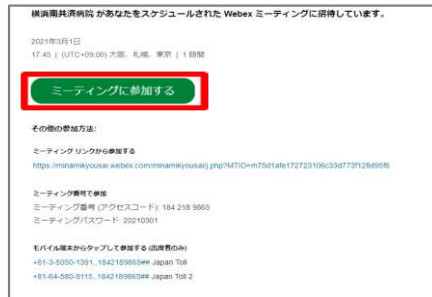 横浜南共済病院 があなたをスケジュールされた Webex ミーティングに招待しています。
2021年3月1日
17:45 | (UTC+09:00) 大阪、札幌、東京 | 1 時間
ミーティングに参加する
その他の参加方法:
ミーティング リンクから参加する
https://minamikyousai.webex.com/minamikyousai/j.php?MTID=m75d1afe172723106c33d773f128d95f6
ミーティング番号で参加
ミーティング番号 (アクセスコード): 184 218 9865
ミーティングパスワード: 20210301
モバイル端末からタップして参加する (出席者のみ)
+81-3-5050-1391,,1842189865## Japan Toll
+81-64-580-9115,,1842189865## Japan Toll 2